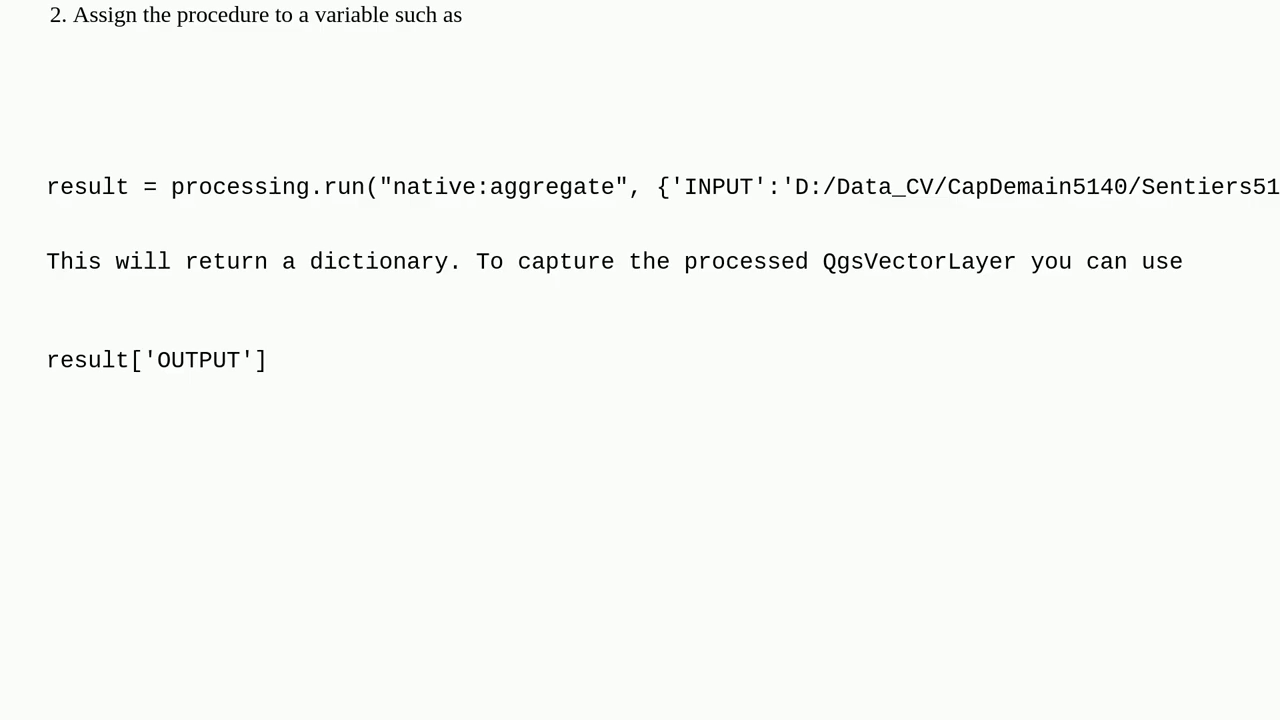 2. Assign the procedure to a variable such as
result = processing.run("native:aggregate", {'INPUT':'D:/Data_CV/CapDemain5140/Sentiers51
This will return a dictionary. To capture the processed QgsVectorLayer you can use
result['OUTPUT']